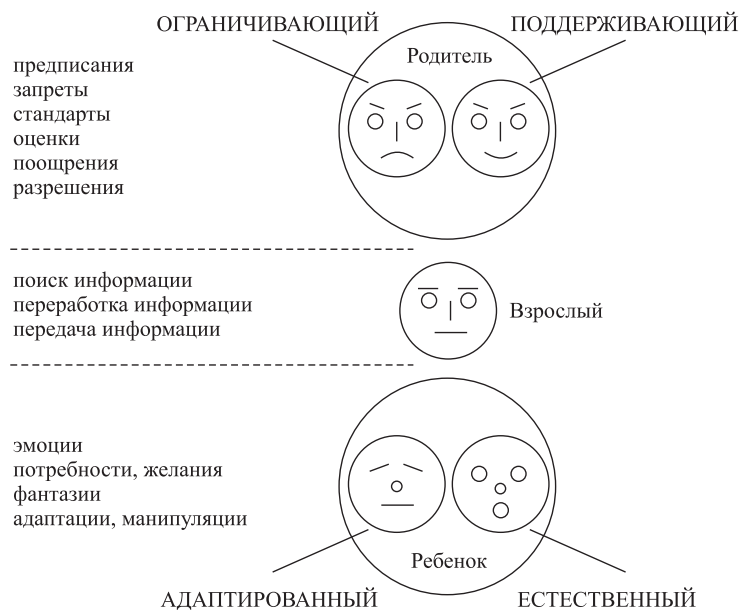 ОГРАНИЧИВАЮЩИЙ
ПОДДЕРЖИВАЮЩИЙ
Родитель
предписания
запреты
стандарты
оценки
поощрения
разрешения
поиск информации
переработка информации
передача информации
Взрослый
эмоции
потребности, желания
фантазии
адаптации, манипуляции
Ребенок
АДАПТИРОВАННЫЙ
ЕСТЕСТВЕННЫЙ